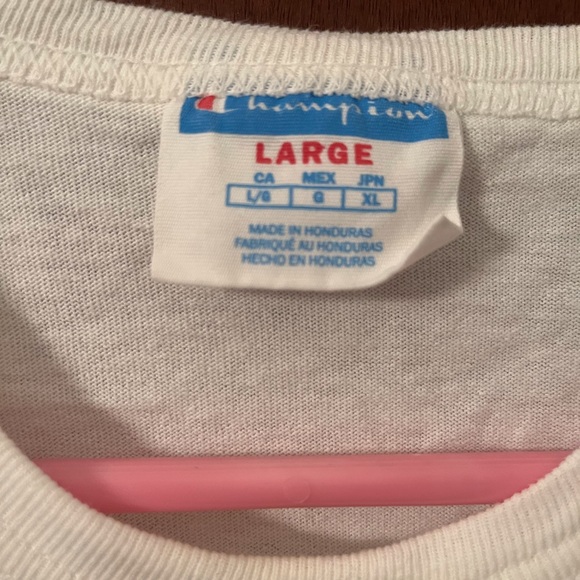 Champion
LARGE
CA MEX JPN
L/G G XL
MADE IN HONDURAS
FABRIQUÉ AU HONDURAS
HECHO EN HONDURAS